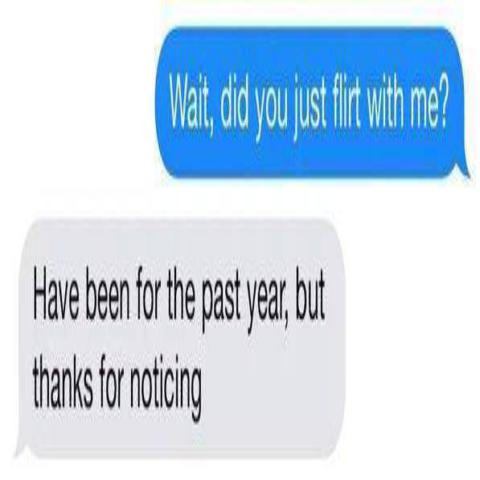 Wait, did you just flirt with me?
Have been for the past year, but
thanks for noticing